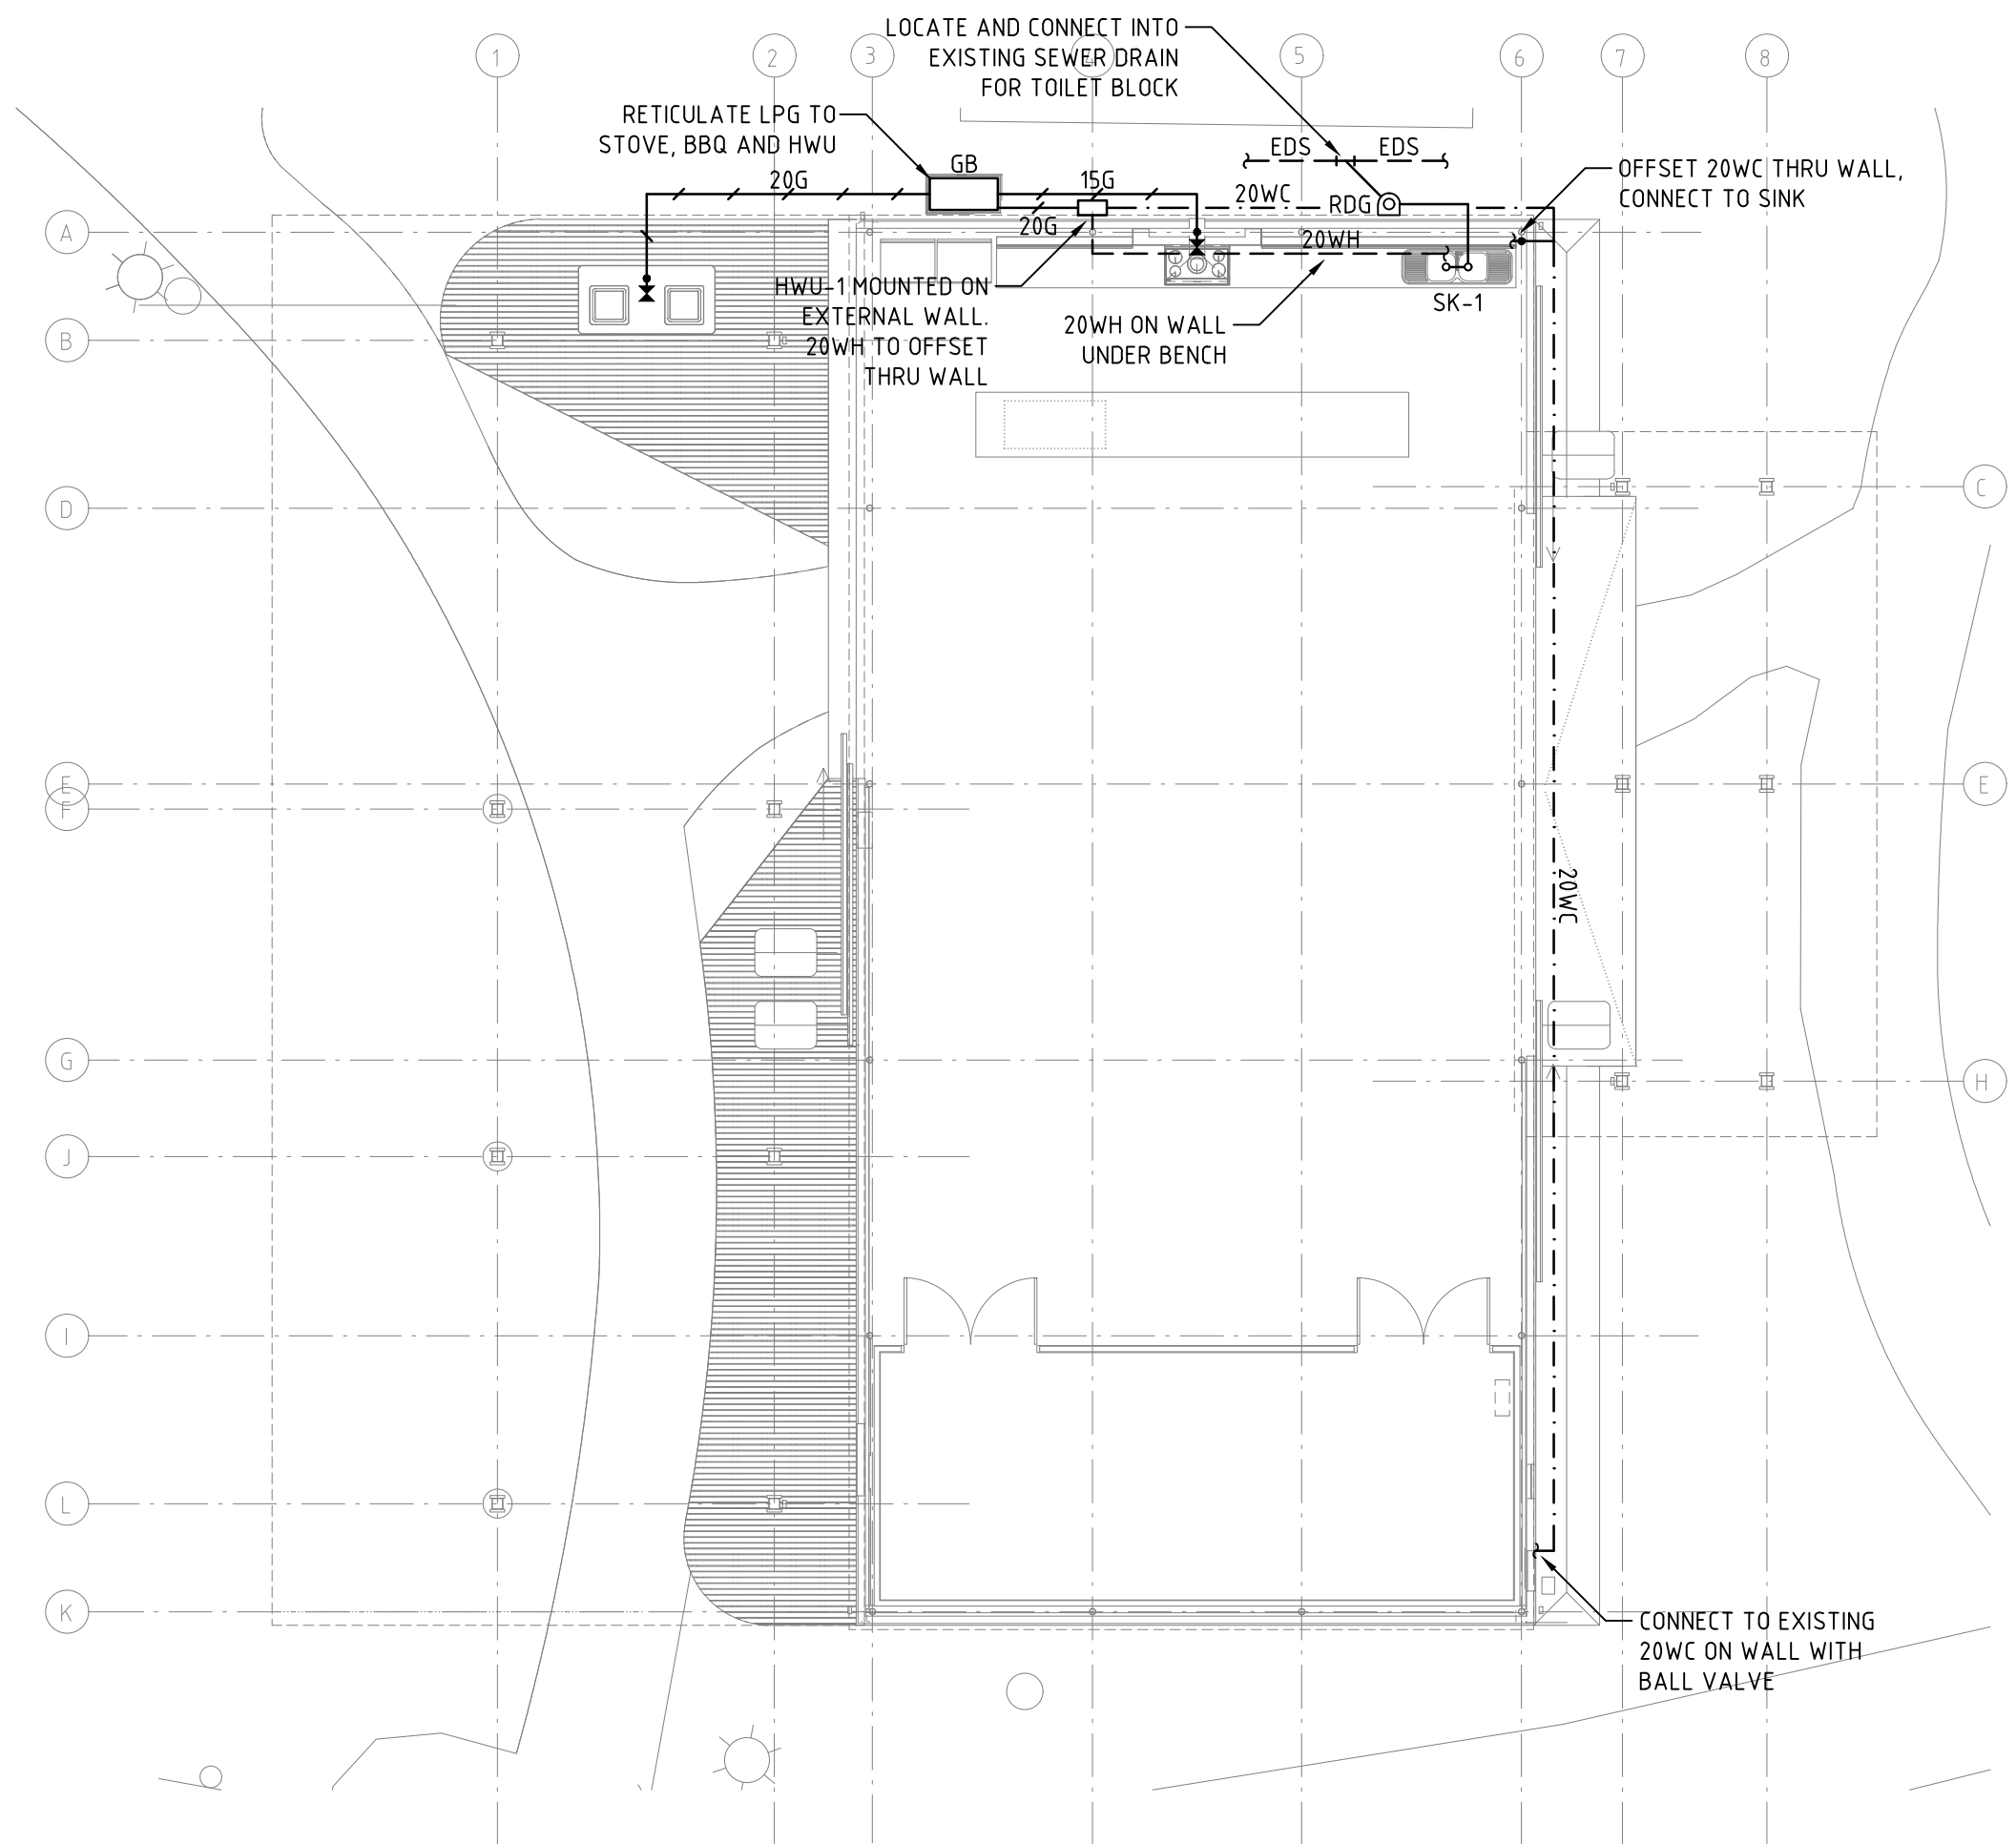 LOCATE AND CONNECT INTO
EXISTING SEWER DRAIN
FOR TOILET BLOCK
1
2
3
4
5
6
7
8
RETICULATE LPG TO
STOVE, BBQ AND HWU
GB
EDS
EDS
OFFSET 20WC THRU WALL,
CONNECT TO SINK
20G
15G
20WC
RDG
20G
20WH
A
HWU-1 MOUNTED ON
EXTERNAL WALL.
20WH TO OFFSET
THRU WALL
SK-1
20WH ON WALL
UNDER BENCH
B
C
D
E
F
E
20WC
G
H
J
I
L
K
CONNECT TO EXISTING
20WC ON WALL WITH
BALL VALVE